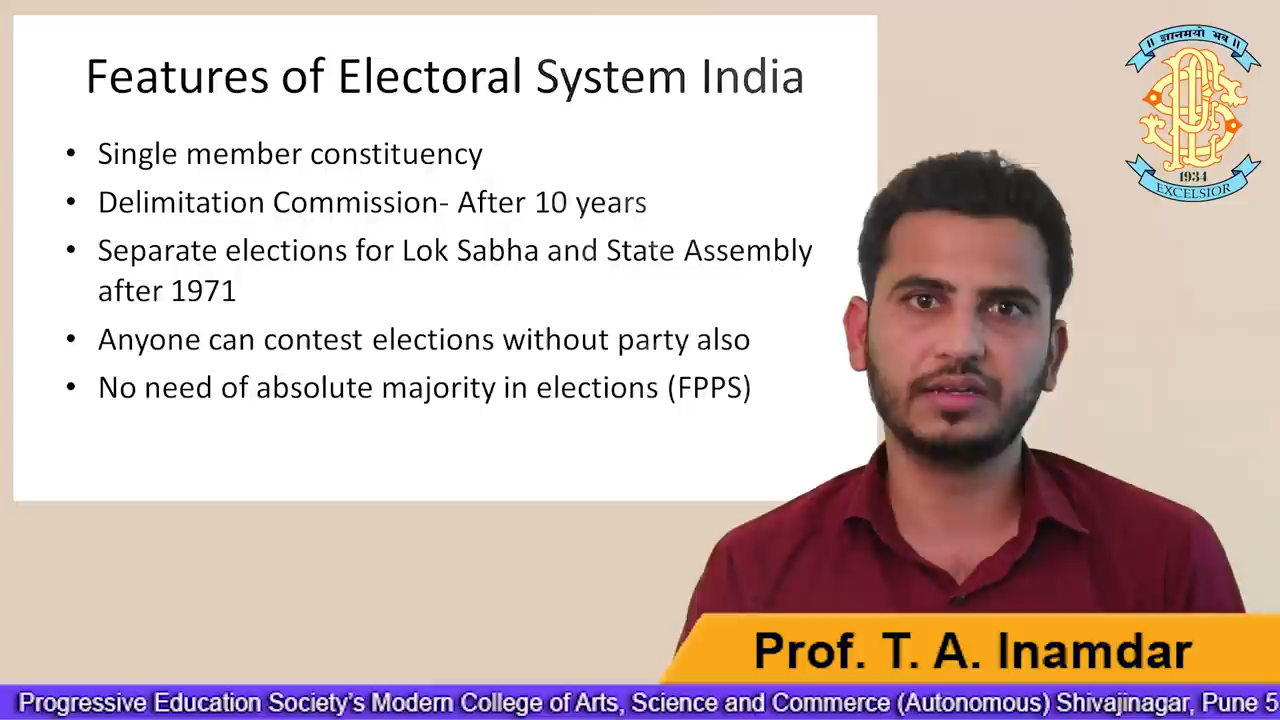 Features of Electoral System India
• Single member constituency
• Delimitation Commission- After 10 years
• Separate elections for Lok Sabha and State Assembly
after 1971
• Anyone can contest elections without party also
• No need of absolute majority in elections (FPPS)
॥ ज्ञानमयो भव ॥
1934
EXCELSIOR
Prof. T. A. Inamdar
Progressive Education Society's Modern College of Arts, Science and Commerce (Autonomous) Shivajinagar, Pune 5